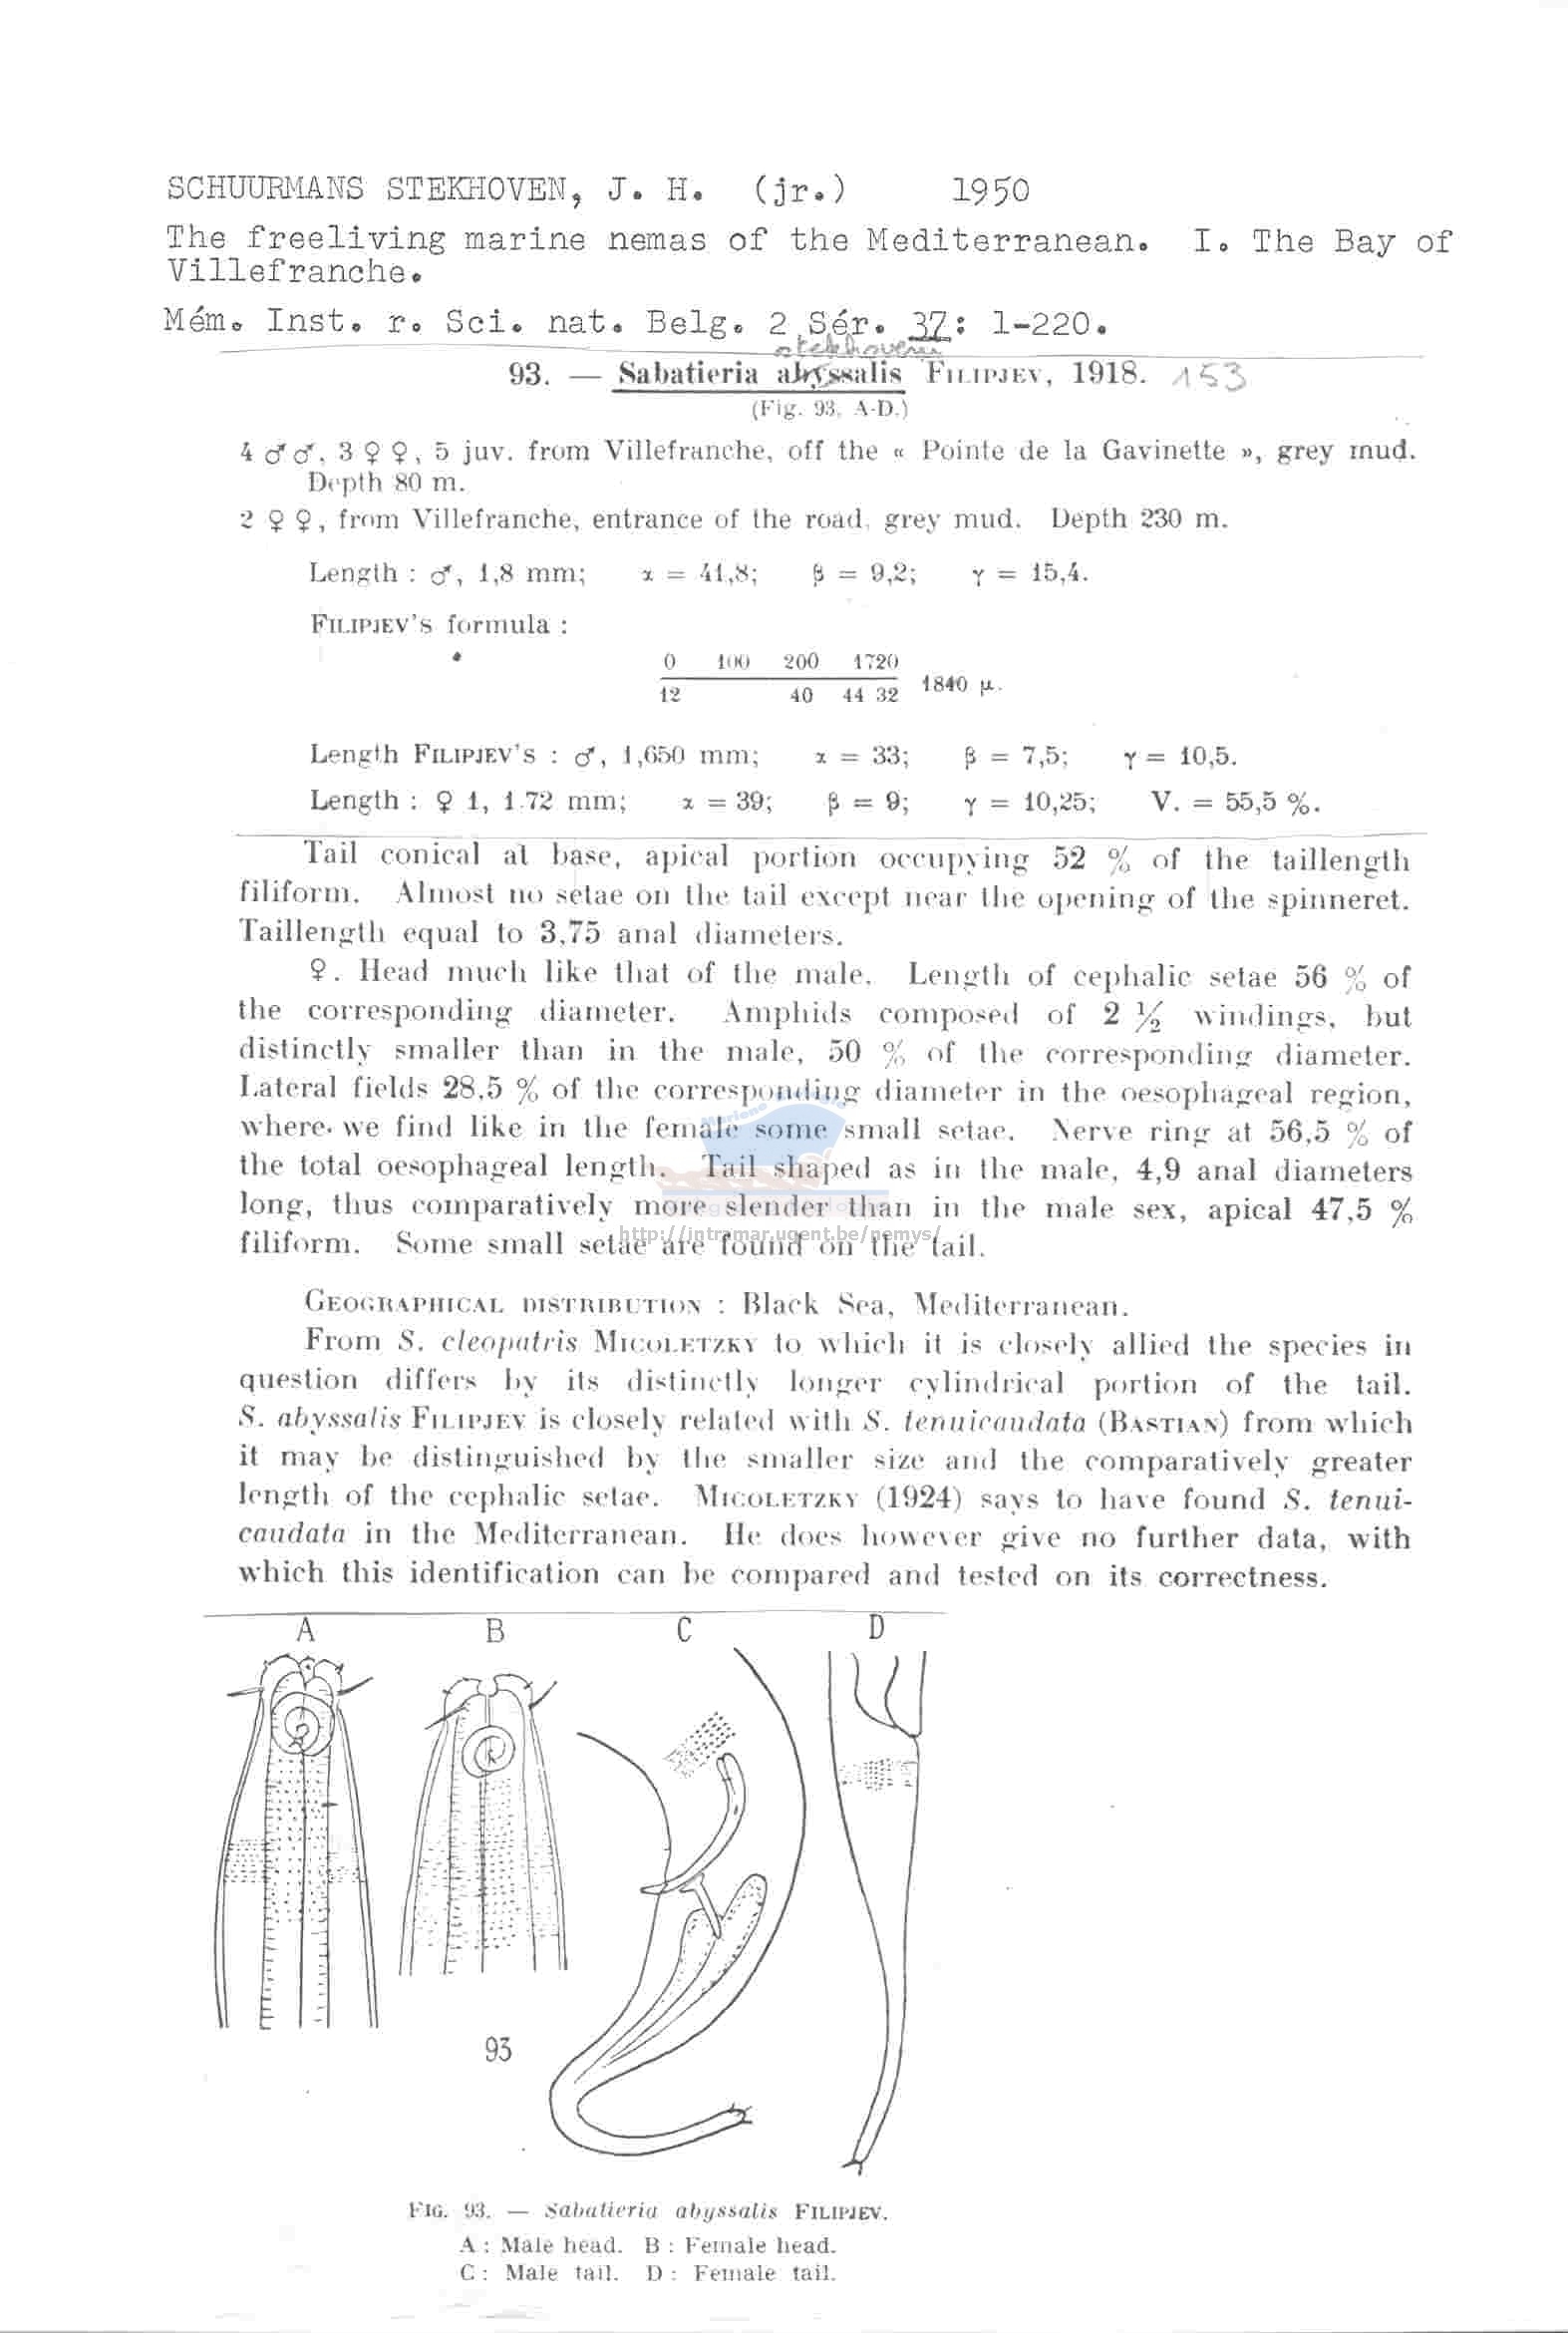 SCHUURMANS STEKHOVEN, J. H. (jr.) 1950
The freeliving marine nemas of the Mediterranean. I. The Bay of
Villefranche.
Mém. Inst. r. Sci. nat. Belg. 2 Sér. 37: 1-220.
stekhoveni
93. — Sabatieria abyssalis FILIPJEV, 1918. 153
(Fig. 93, A-D.)
4 ♂♂, 3 ♀♀, 5 juv. from Villefranche, off the « Pointe de la Gavinette », grey mud.
Depth 80 m.
2 ♀♀, from Villefranche, entrance of the road, grey mud. Depth 230 m.
Length : ♂, 1,8 mm; α = 41,8; β = 9,2; γ = 15,4.
FILIPJEV'S formula :
0 100 200 1720
12 40 44 32 1840 μ.
Length FILIPJEV'S : ♂, 1,650 mm; α = 33; β = 7,5; γ = 10,5.
Length : ♀ 1, 1.72 mm; α = 39; β = 9; γ = 10,25; V. = 55,5 %.
Tail conical at base, apical portion occupying 52 % of the taillength
filiform. Almost no setae on the tail except near the opening of the spinneret.
Taillength equal to 3,75 anal diameters.
♀. Head much like that of the male. Length of cephalic setae 56 % of
the corresponding diameter. Amphids composed of 2 ½ windings, but
distinctly smaller than in the male, 50 % of the corresponding diameter.
Lateral fields 28,5 % of the corresponding diameter in the oesophageal region,
where we find like in the female some small setae. Nerve ring at 56,5 % of
the total oesophageal length. Tail shaped as in the male, 4,9 anal diameters
long, thus comparatively more slender than in the male sex, apical 47,5 %
http://intramar.ugent.be/nemys/
filiform. Some small setae are found on the tail.
GEOGRAPHICAL DISTRIBUTION : Black Sea, Mediterranean.
From S. cleopatris MICOLETZKY to which it is closely allied the species in
question differs by its distinctly longer cylindrical portion of the tail.
S. abyssalis FILIPJEV is closely related with S. tenuicaudata (BASTIAN) from which
it may be distinguished by the smaller size and the comparatively greater
length of the cephalic setae. MICOLETZKY (1924) says to have found S. tenui-
caudata in the Mediterranean. He does however give no further data, with
which this identification can be compared and tested on its correctness.
A B C D
93
FIG. 93. — Sabatieria abyssalis FILIPJEV.
A : Male head. B : Female head.
C : Male tail. D : Female tail.